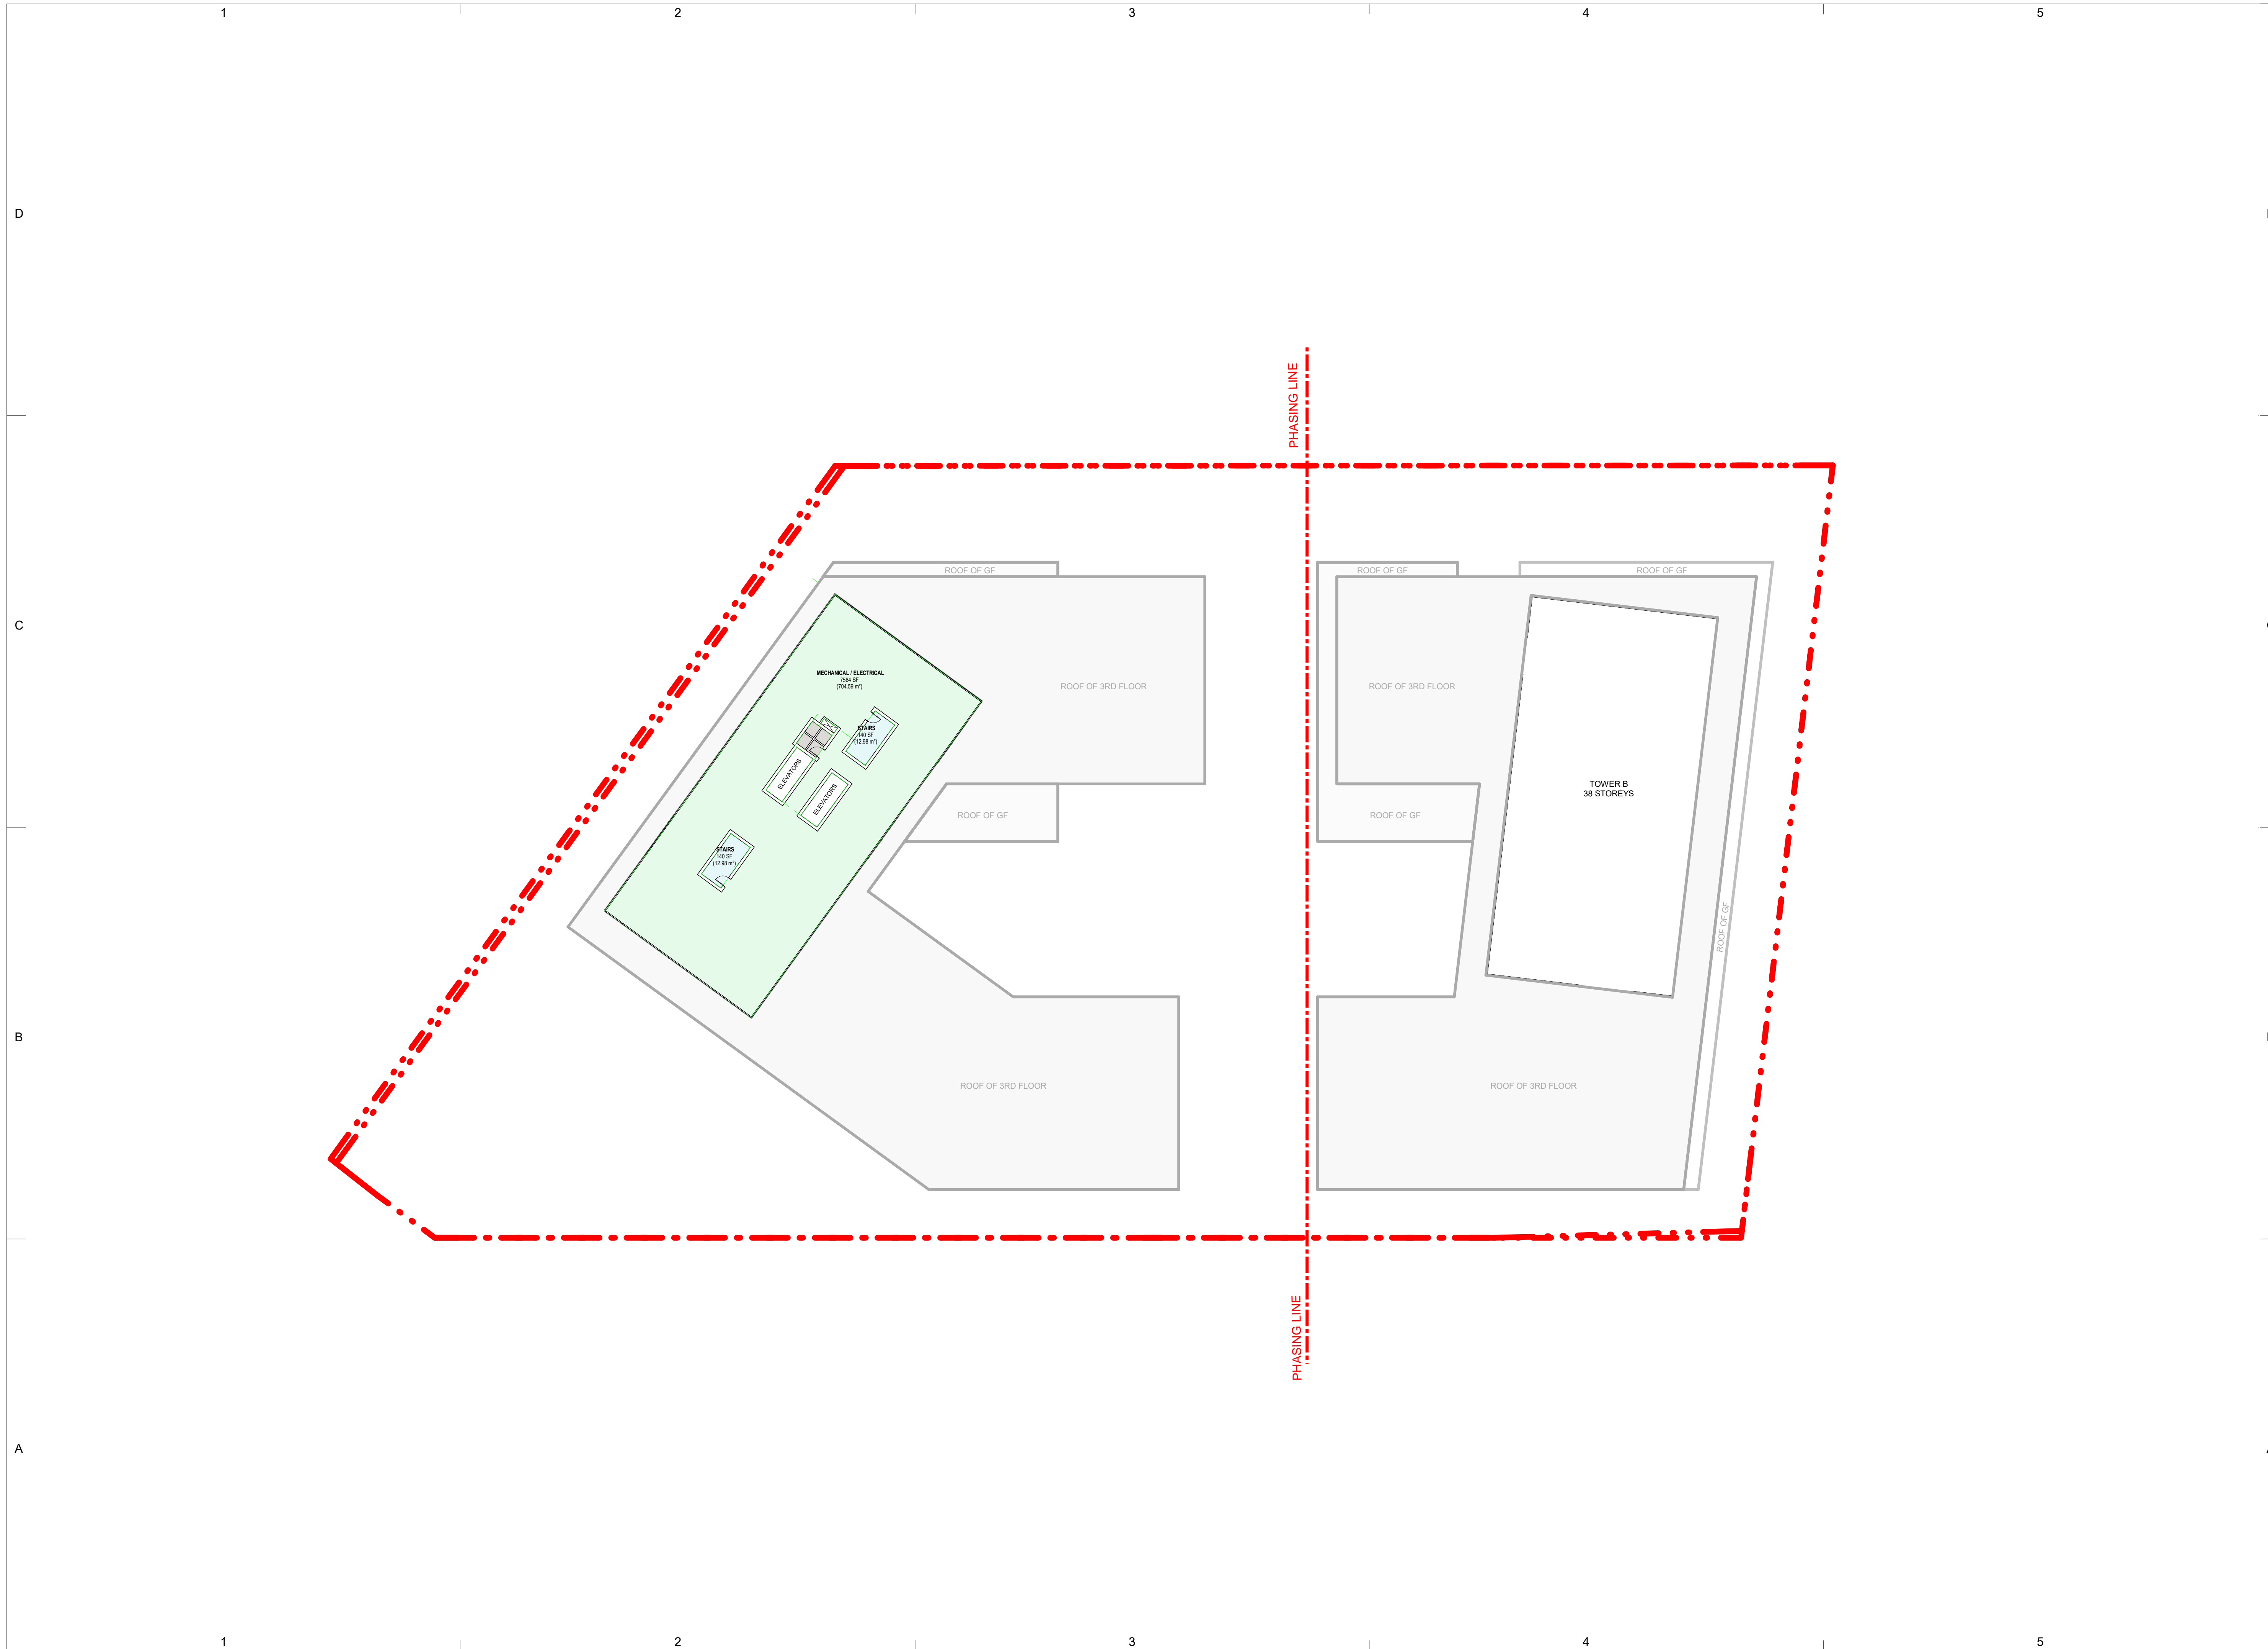 1
2
3
4
5
D
PHASING LINE
ROOF OF GF
ROOF OF GF
ROOF OF GF
C
MECHANICAL / ELECTRICAL
7584 SF
(704.59 m²)
ROOF OF 3RD FLOOR
ROOF OF 3RD FLOOR
STAIRS
140 SF
(12.98 m²)
ELEVATORS
ELEVATORS
TOWER B
38 STOREYS
ROOF OF GF
ROOF OF GF
STAIRS
140 SF
(12.98 m²)
ROOF OF GF
B
ROOF OF 3RD FLOOR
ROOF OF 3RD FLOOR
PHASING LINE
A
1
2
3
4
5